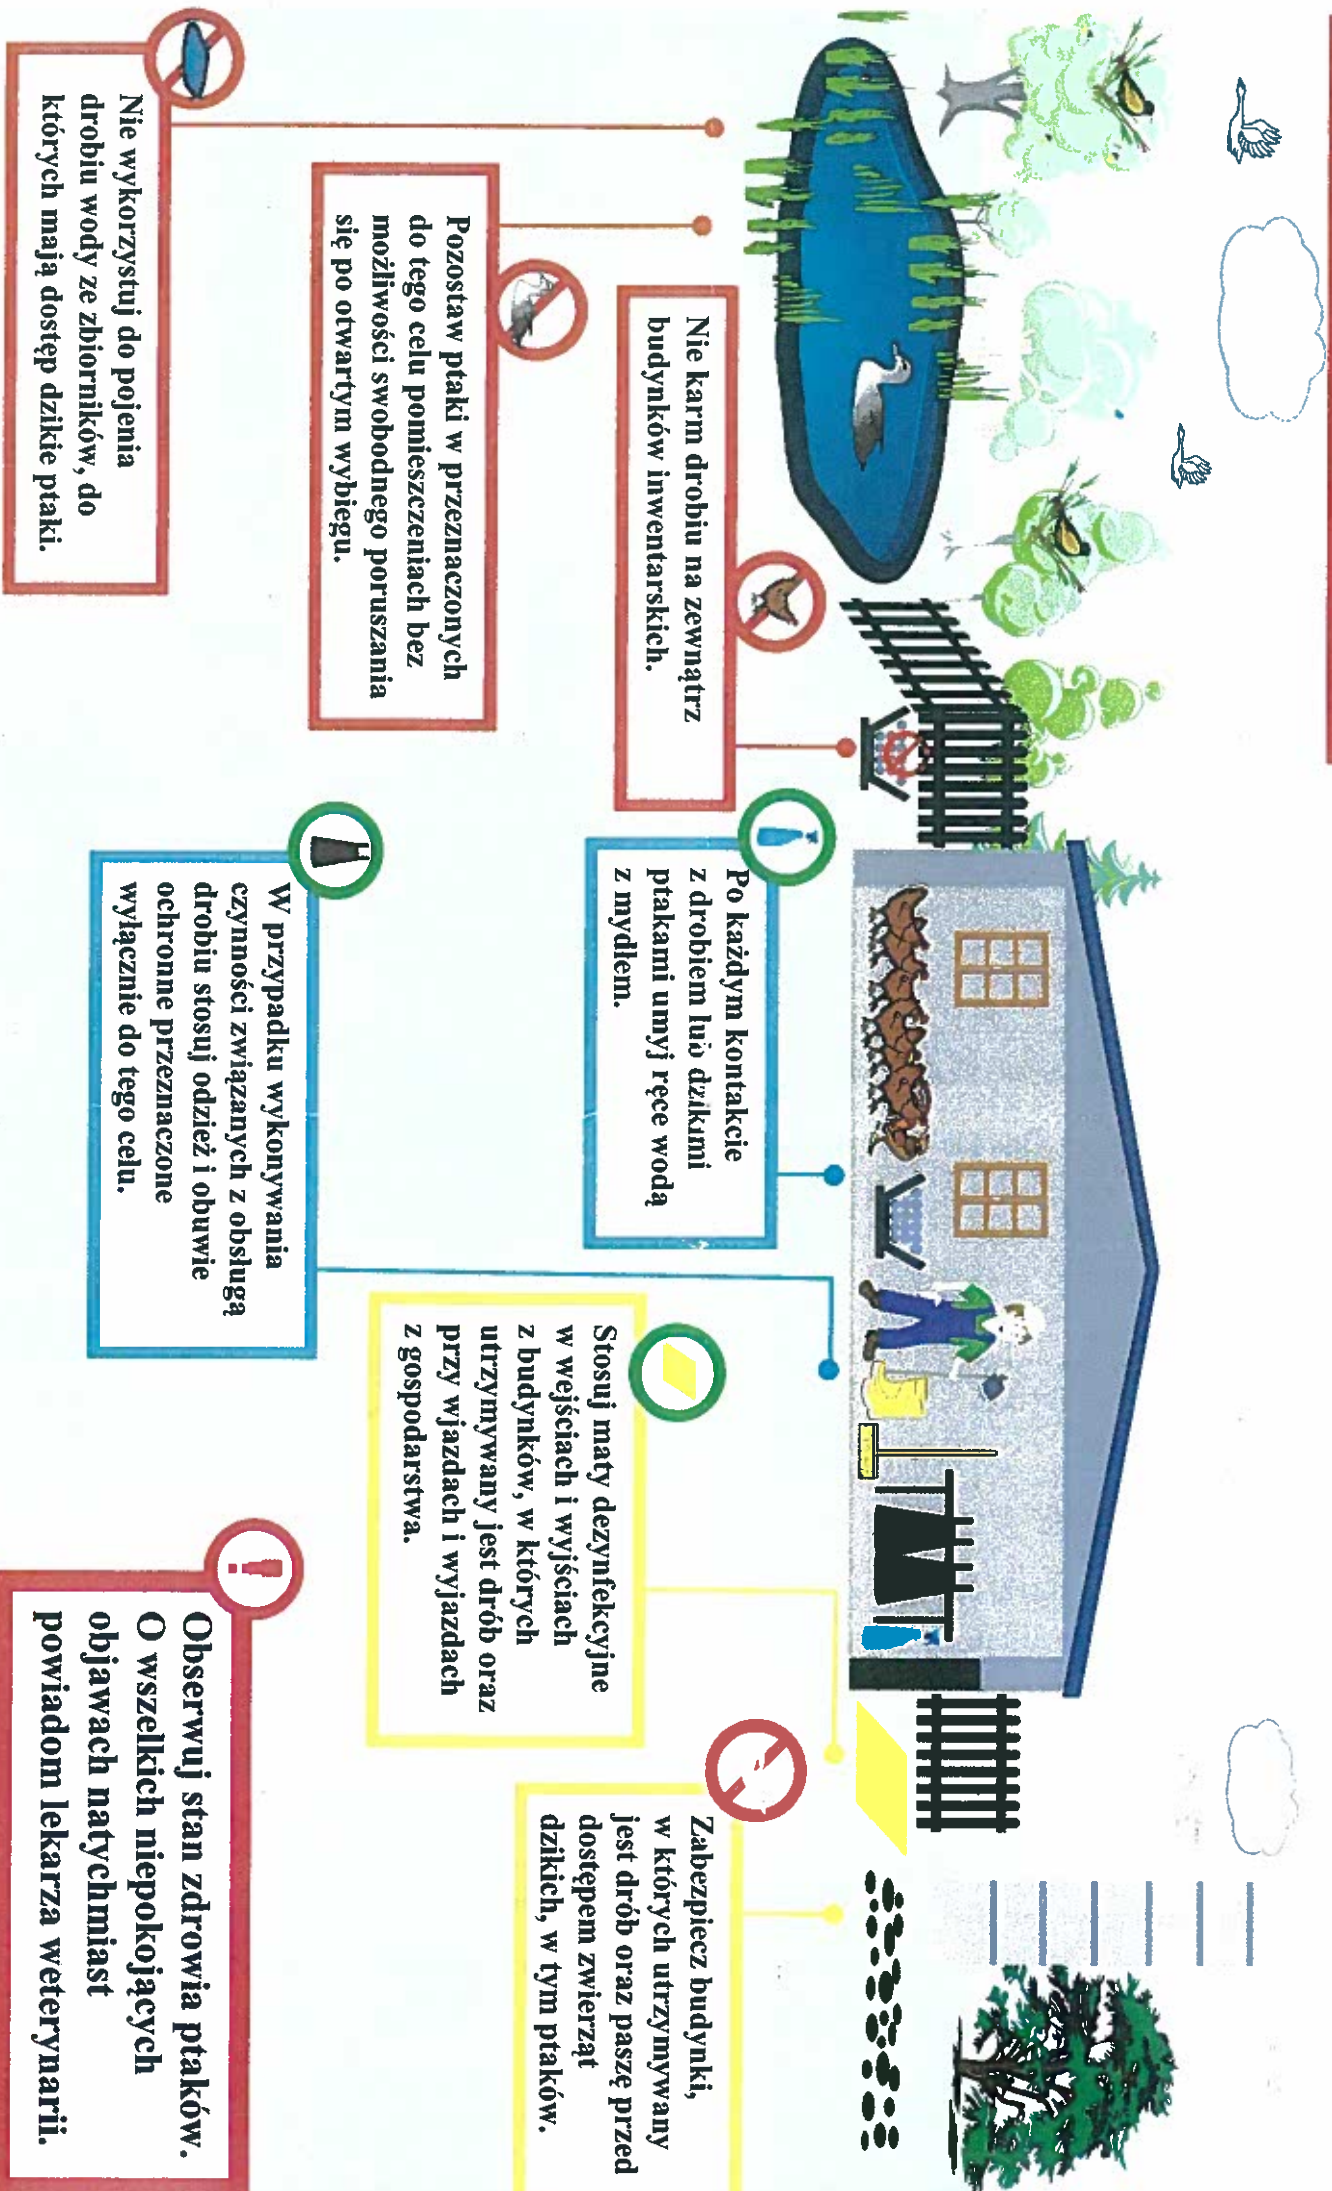 Nie wykorzystuj do pojenia
drobiu wody ze zbiorników, do
których mają dostęp dzikie ptaki.
Pozostaw ptaki w przeznaczonych
do tego celu pomieszczeniach bez
możliwości swobodnego poruszania
się po otwartym wybiegu.
Nie karm drobiu na zewnątrz
budynków inwentarskich.
Po każdym kontakcie
z drobiem lub dzikimi
ptakami umyj ręce wodą
z mydłem.
W przypadku wykonywania
czynności związanych z obsługą
drobiu stosuj odzież i obuwie
ochronne przeznaczone
wyłącznie do tego celu.
Stosuj maty dezynfekcyjne
w wejściach i wyjściach
z budynków, w których
utrzymywany jest drób oraz
przy wjazdach i wyjazdach
z gospodarstwa.
Zabezpiecz budynki,
w których utrzymywany
jest drób oraz paszę przed
dostępem zwierząt
dzikich, w tym ptaków.
Obserwuj stan zdrowia ptaków.
O wszelkich niepokojących
objawach natychmiast
powiadom lekarza weterynarii.